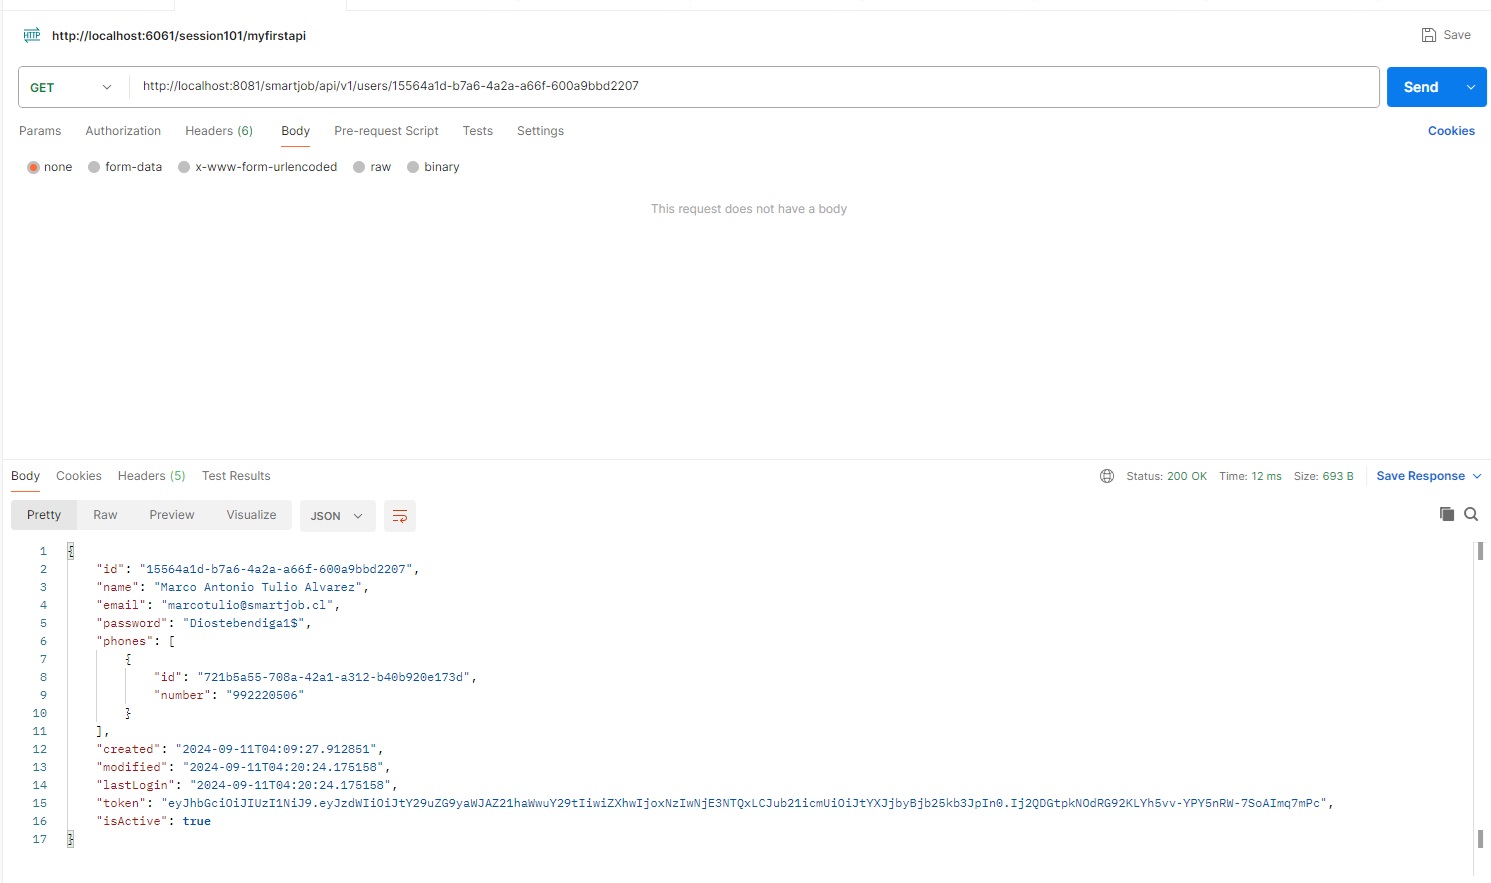 HTTP http://localhost:6061/session101/myfirstapi Save
GET http://localhost:8081/smartjob/api/v1/users/15564a1d-b7a6-4a2a-a66f-600a9bbd2207 Send
Params Authorization Headers (6) Body Pre-request Script Tests Settings Cookies
none form-data x-www-form-urlencoded raw binary
This request does not have a body
Body Cookies Headers (5) Test Results Status: 200 OK Time: 12 ms Size: 693 B Save Response
Pretty Raw Preview Visualize JSON
1 {
2 "id": "15564a1d-b7a6-4a2a-a66f-600a9bbd2207",
3 "name": "Marco Antonio Tulio Alvarez",
4 "email": "marcotulio@smartjob.cl",
5 "password": "Diostebendiga1$",
6 "phones": [
7 {
8 "id": "721b5a55-708a-42a1-a312-b40b920e173d",
9 "number": "992220506"
10 }
11 ],
12 "created": "2024-09-11T04:09:27.912851",
13 "modified": "2024-09-11T04:20:24.175158",
14 "lastLogin": "2024-09-11T04:20:24.175158",
15 "token": "eyJhbGciOiJIUzI1NiJ9.eyJzdWIiOiJtY29uZG9yaWJAZ21haWwuY29tIiwiZXhwIjoxNzIwNjE3NTQxLCJub21icmUiOiJtYXJjbyBjb25kb3JpIn0.Ij2QDGtpkNOdRG92KLYh5vv-YPY5nRW-7SoAImq7mPc",
16 "isActive": true
17 }